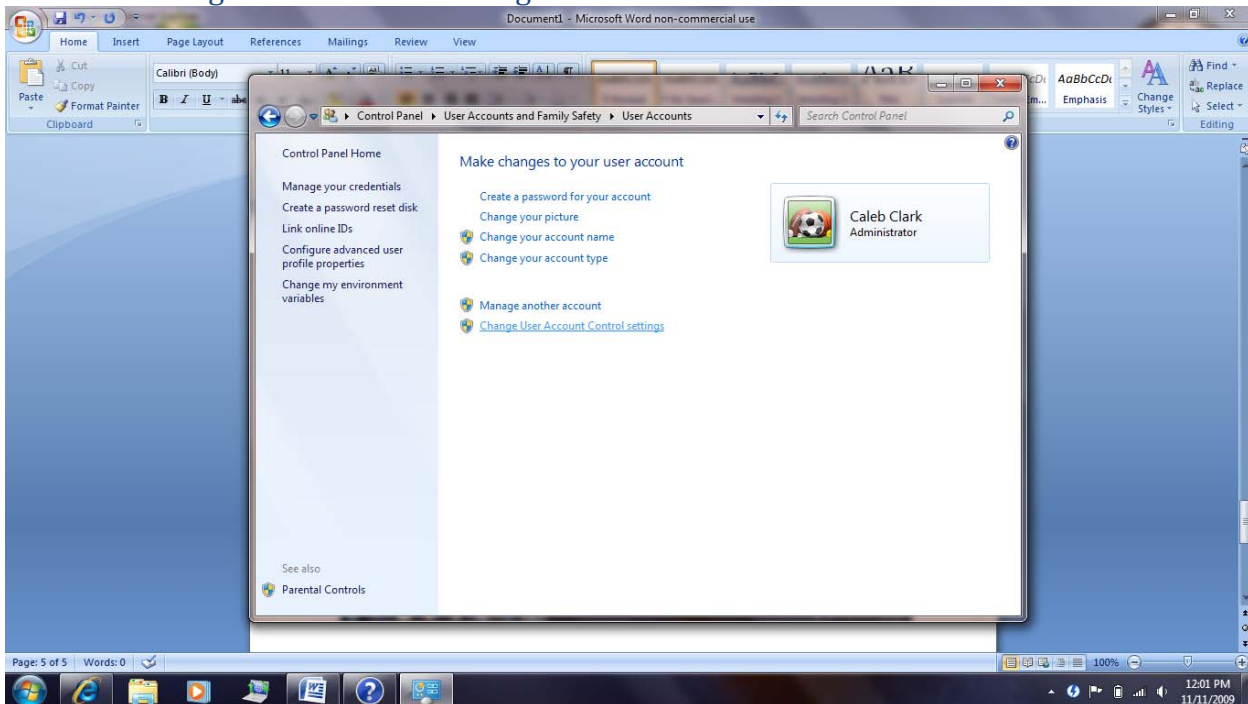 Document1 - Microsoft Word non-commercial use
Home Insert Page Layout References Mailings Review View
Cut
Copy
Paste
Format Painter
Clipboard
Calibri (Body)
11
B I U abe
AaBbCcDc
Emphasis
Change
Styles
Find
Replace
Select
Editing
Control Panel User Accounts and Family Safety User Accounts
Search Control Panel
Control Panel Home
Manage your credentials
Create a password reset disk
Link online IDs
Configure advanced user
profile properties
Change my environment
variables
See also
Parental Controls
Make changes to your user account
Create a password for your account
Change your picture
Change your account name
Change your account type
Manage another account
Change User Account Control settings
Caleb Clark
Administrator
Page: 5 of 5 Words: 0
100%
12:01 PM
11/11/2009